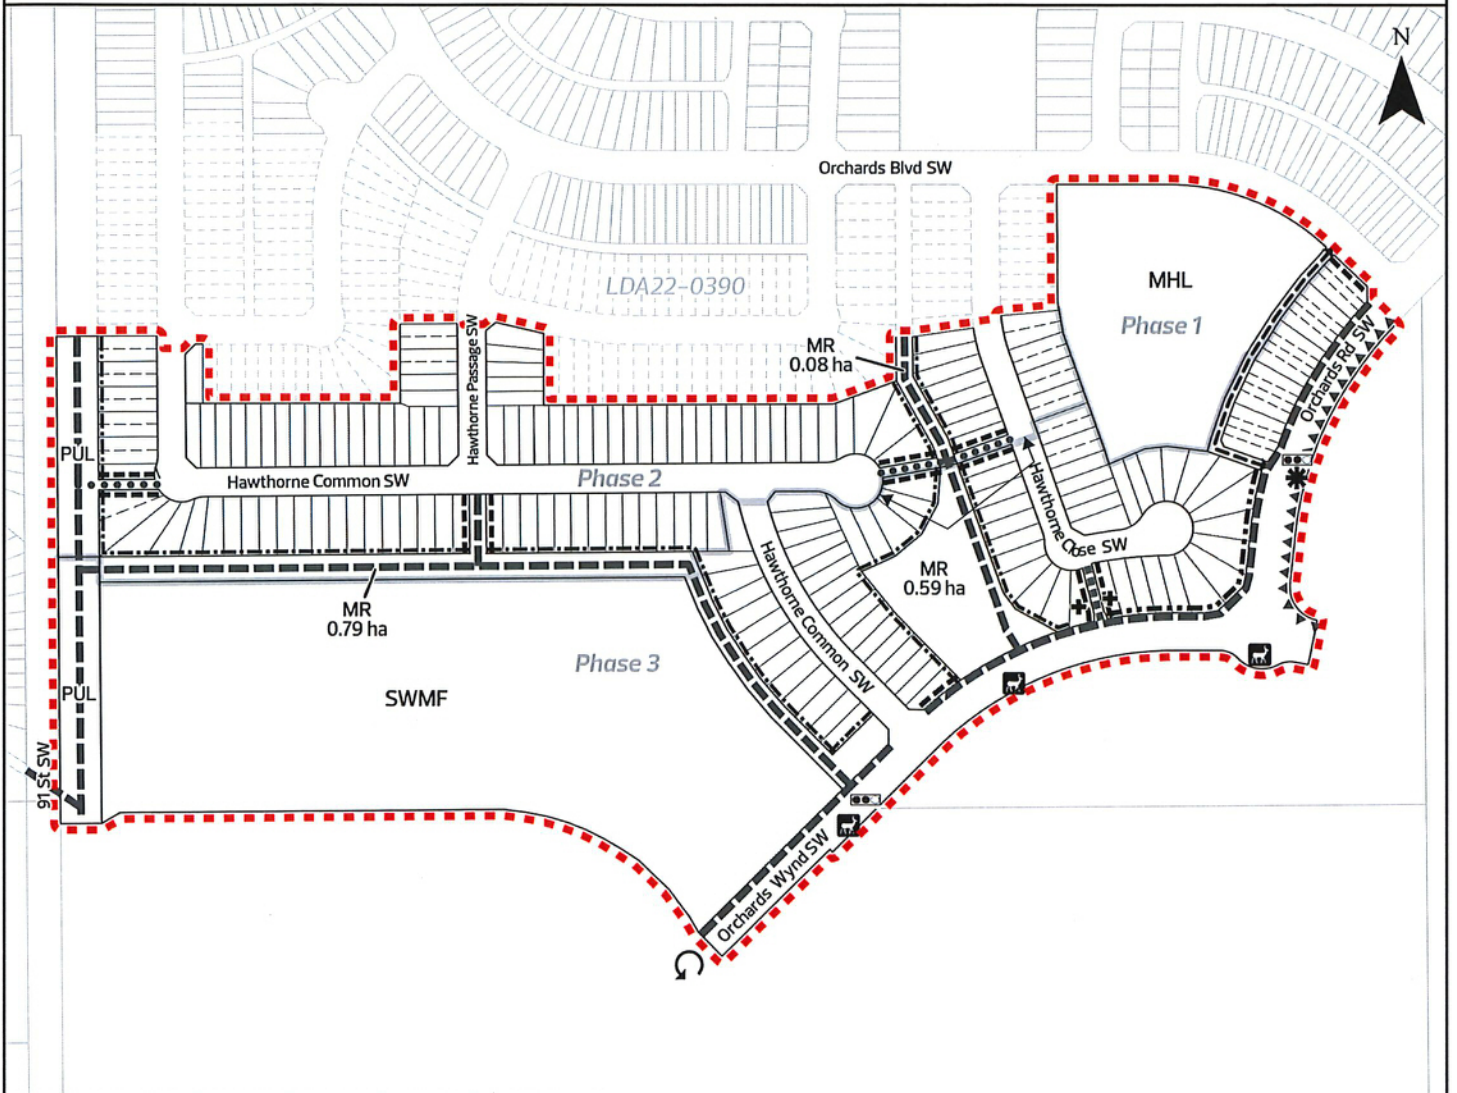 N
Orchards Blvd SW
LDA22-0390
MHL
Phase 1
Orchards Rd SW
MR
0.08 ha
Hawthorne Passage SW
PUL
Hawthorne Common SW
Phase 2
Hawthorne Close SW
MR
0.59 ha
MR
0.79 ha
Hawthorne Common SW
Phase 3
SWMF
PUL
91 St SW
Orchards Wynd SW